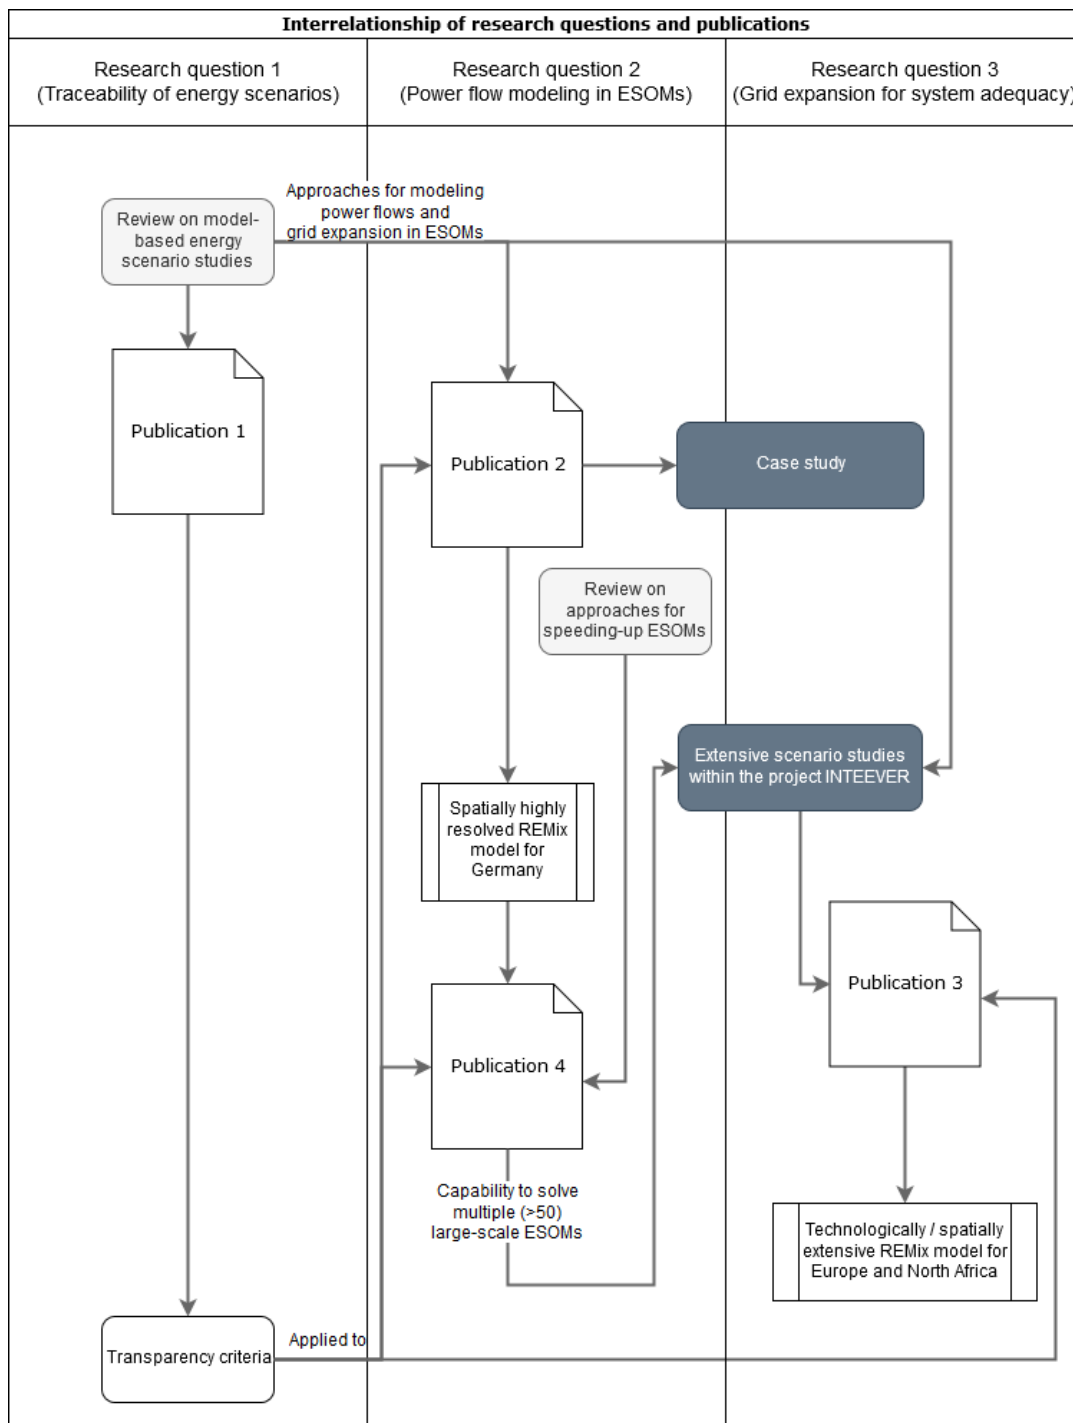 Interrelationship of research questions and publications
Research question 1
(Traceability of energy scenarios)
Research question 2
(Power flow modeling in ESOMs)
Research question 3
(Grid expansion for system adequacy)
Approaches for modeling
power flows and
grid expansion in ESOMs
Review on model-
based energy
scenario studies
Publication 1
Publication 2
Case study
Review on
approaches for
speeding-up ESOMs
Extensive scenario studies
within the project INTEEVER
Spatially highly
resolved REMix
model for
Germany
Publication 3
Publication 4
Capability to solve
multiple (>50)
large-scale ESOMs
Technologically / spatially
extensive REMix model for
Europe and North Africa
Transparency criteria
Applied to